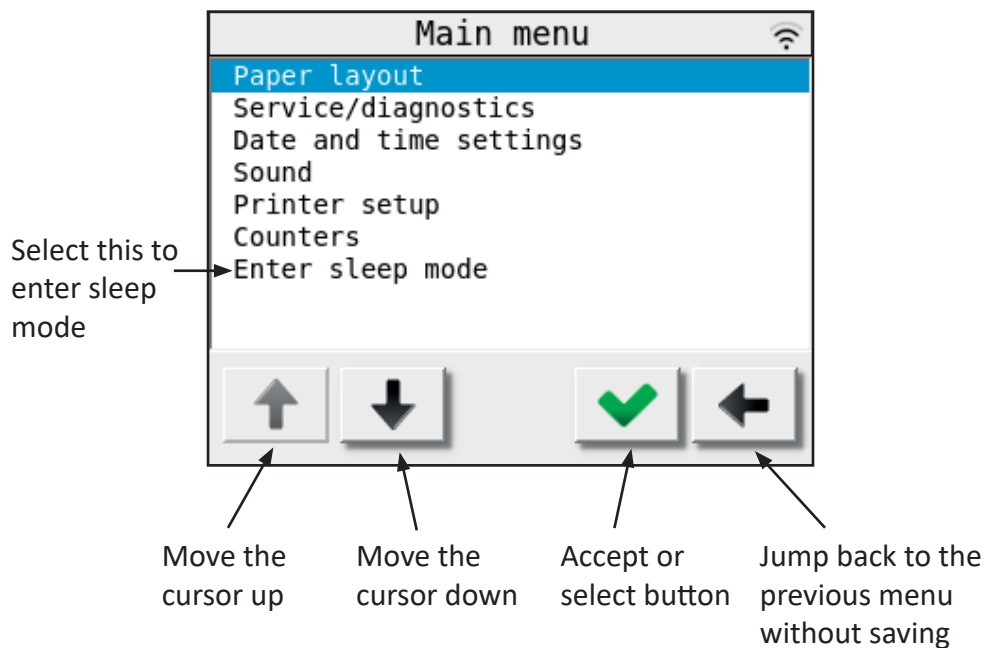 Main menu
Paper layout
Service/diagnostics
Date and time settings
Sound
Printer setup
Counters
Enter sleep mode
Select this to
enter sleep
mode
Move the
cursor up
Move the
cursor down
Accept or
select button
Jump back to the
previous menu
without saving